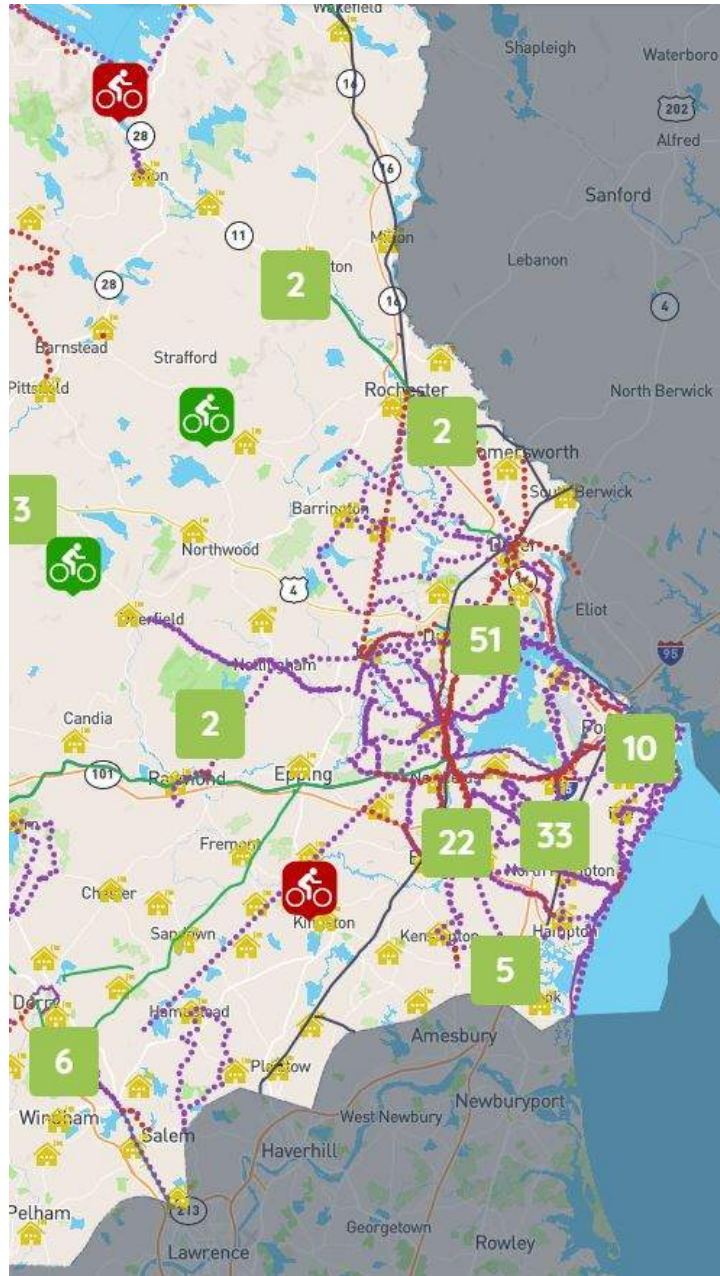 Wakefield
Shapleigh
Waterboro
16
202
28
Alfred
16
Sanford
11
Milton
Lebanon
2
28
16
4
Barnstead
Strafford
Pittsfield
Rochester
North Berwick
2
3
Barrington
Northwood
4
Eliot
51
95
Nottingham
Candia
2
10
101
Raymond
Epping
Fremont
22
33
North Hampton
Chester
Kingston
Sandown
Kensington
Hampton
5
Derry
Hampstead
Amesbury
6
Plaistow
Newburyport
West Newbury
Windham
Salem
Haverhill
213
Pelham
Georgetown
Rowley
Lawrence